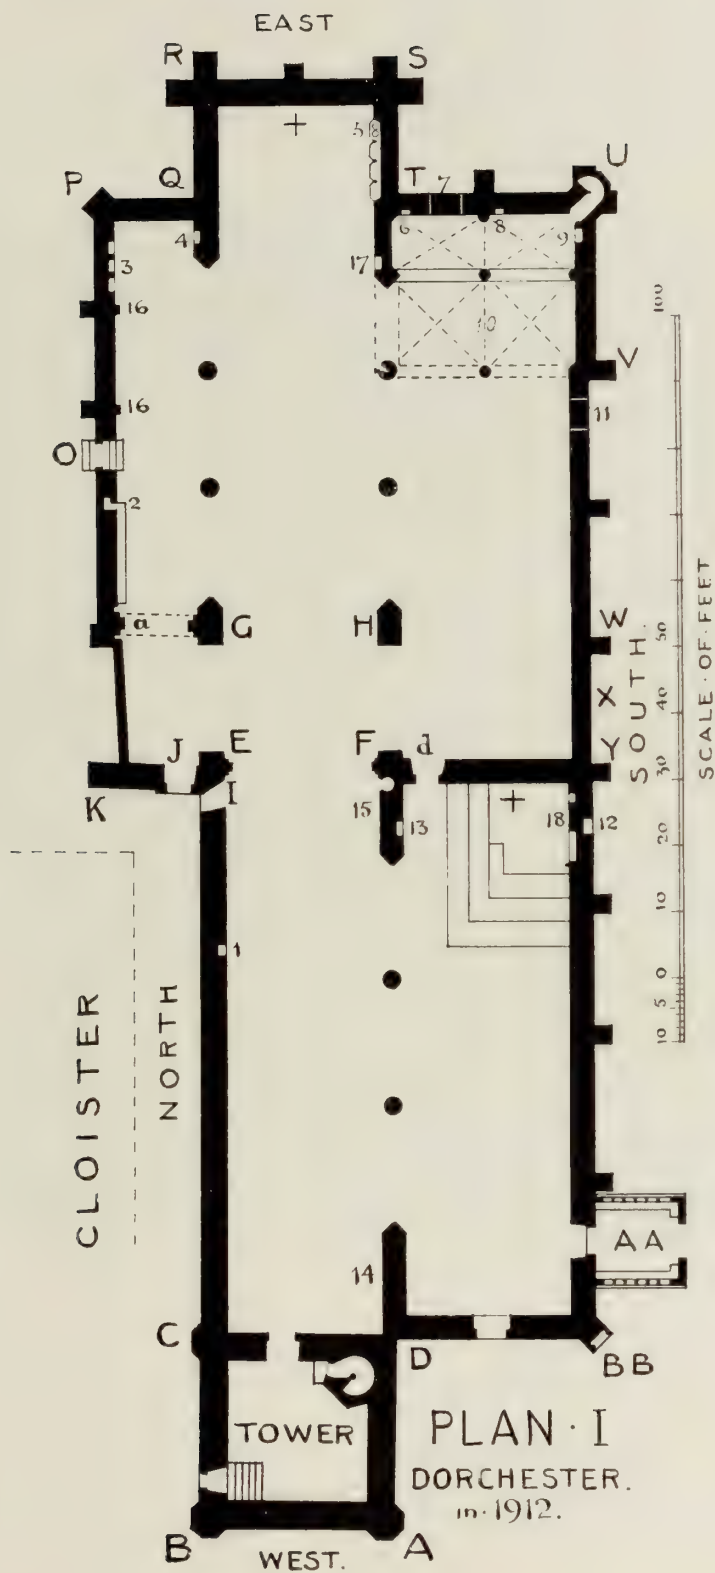 EAST
R
S
5
8
P
Q
T
7
U
4
6
8
9
3
17
16
10
100
V
16
11
O
2
a
G
H
W
50
SOUTH.
X
40
SCALE·OF·FEET
J
E
F
d
Y
30
K
I
15
13
18
12
20
10
1
0
5
10
CLOISTER
NORTH
14
AA
C
D
BB
TOWER
PLAN·I
DORCHESTER.
in·1912.
B
WEST.
A